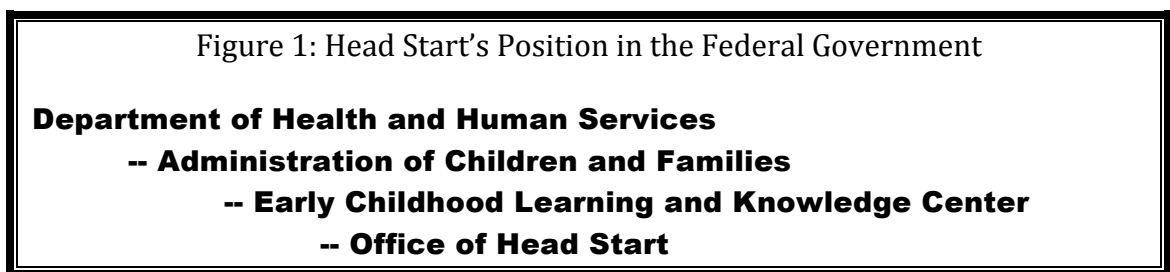 Figure 1: Head Start’s Position in the Federal Government
Department of Health and Human Services
-- Administration of Children and Families
-- Early Childhood Learning and Knowledge Center
-- Office of Head Start